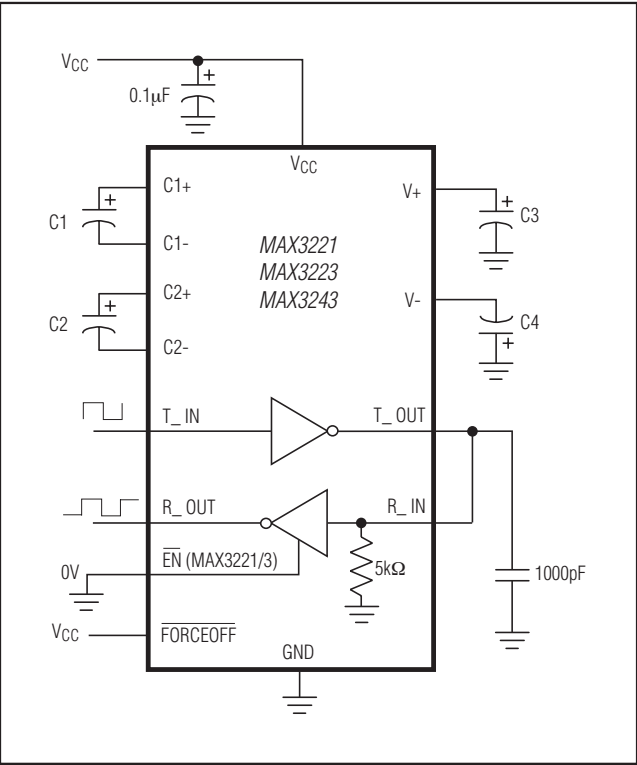 VCC
+
0.1µF
VCC
C1+
V+
+
C1
+
C3
C1-
MAX3221
MAX3223
MAX3243
C2+
V-
+
C2
C4
+
C2-
T_ IN
T_ OUT
R_ OUT
R_ IN
EN (MAX3221/3)
0V
5kΩ
1000pF
VCC
FORCEOFF
GND